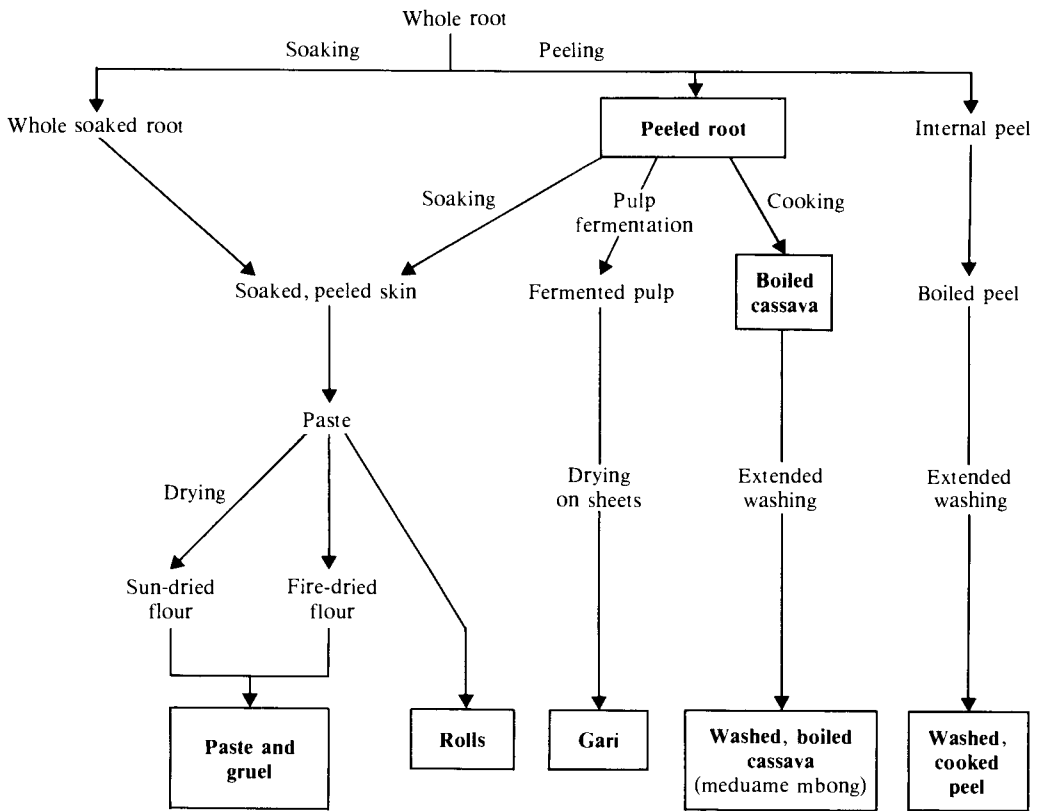 Whole root
Soaking
Peeling
Whole soaked root
Peeled root
Internal peel
Soaking
Pulp
fermentation
Cooking
Soaked, peeled skin
Fermented pulp
Boiled
cassava
Boiled peel
Paste
Drying
Drying
on sheets
Extended
washing
Extended
washing
Sun-dried
flour
Fire-dried
flour
Paste and
gruel
Rolls
Gari
Washed, boiled
cassava
(meduame mbong)
Washed,
cooked
peel